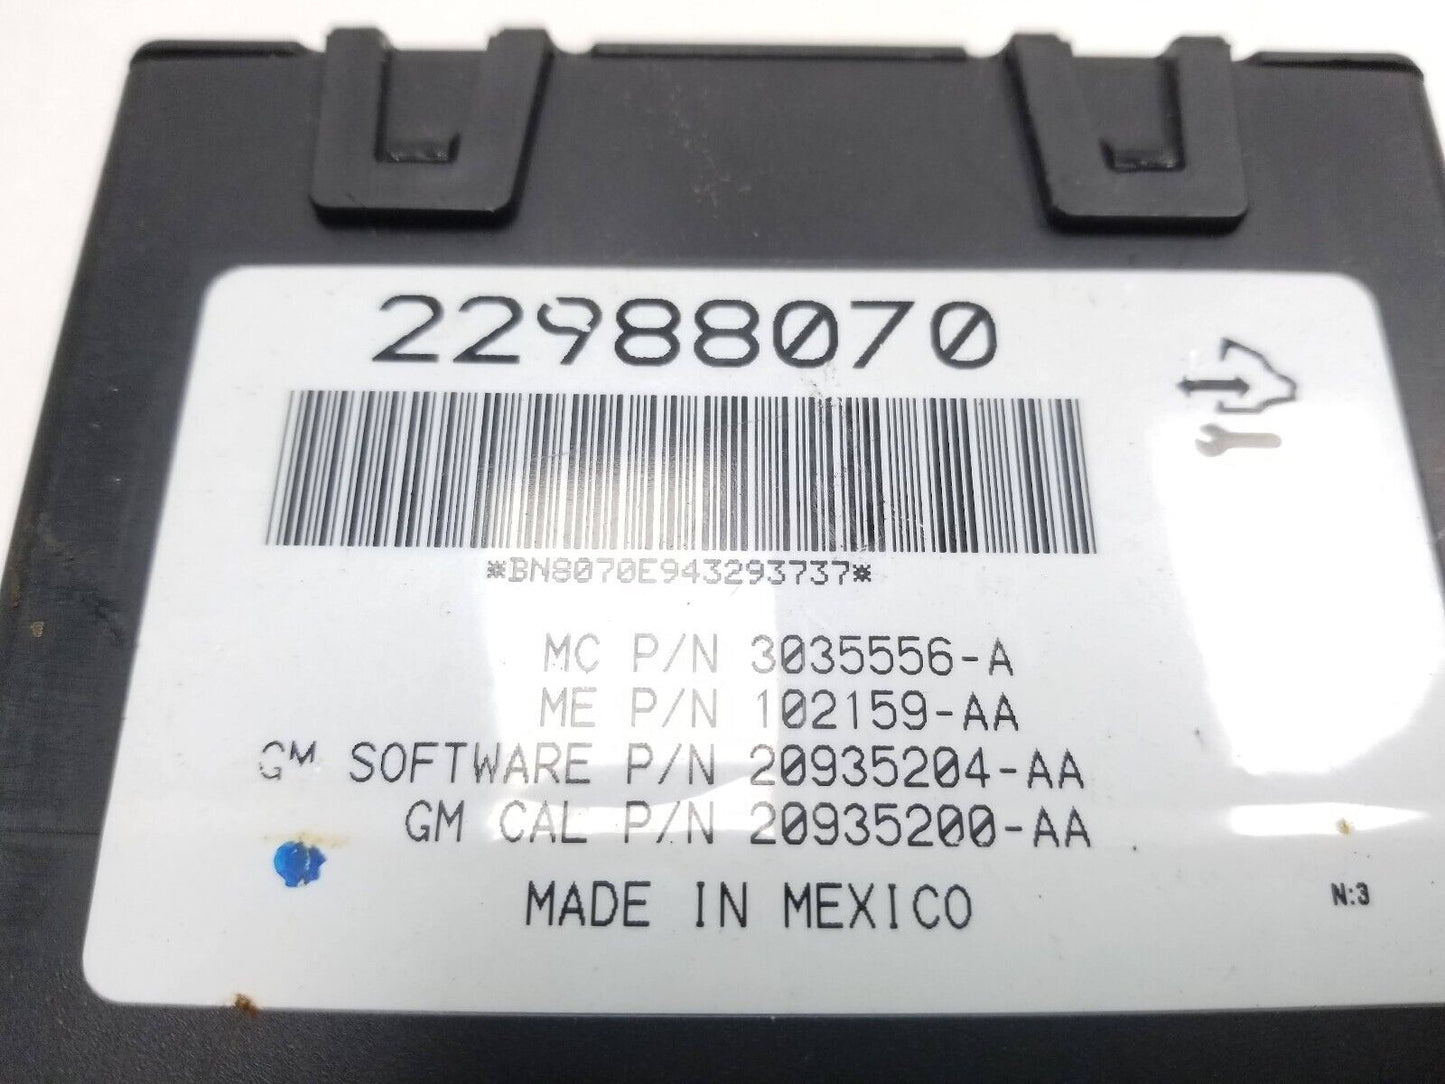 22988070
*BN8070E943293737*
MC P/N 3035556-A
ME P/N 102159-AA
GM SOFTWARE P/N 20935204-AA
GM CAL P/N 20935200-AA
MADE IN MEXICO
N:3